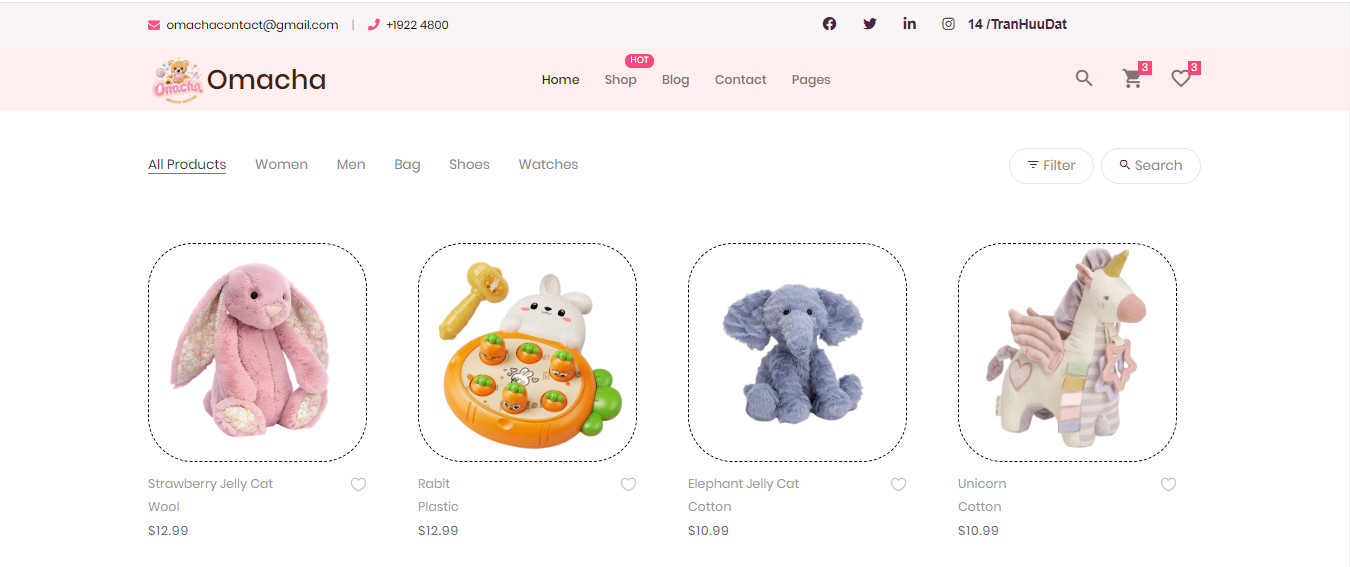 omachacontact@gmail.com | +1922 4800
14 /TranHuuDat
Omacha
Omacha
Home
Shop
HOT
Blog
Contact
Pages
3
3
All Products
Women
Men
Bag
Shoes
Watches
Filter
Search
Strawberry Jelly Cat
Wool
$12.99
Rabit
Plastic
$12.99
Elephant Jelly Cat
Cotton
$10.99
Unicorn
Cotton
$10.99